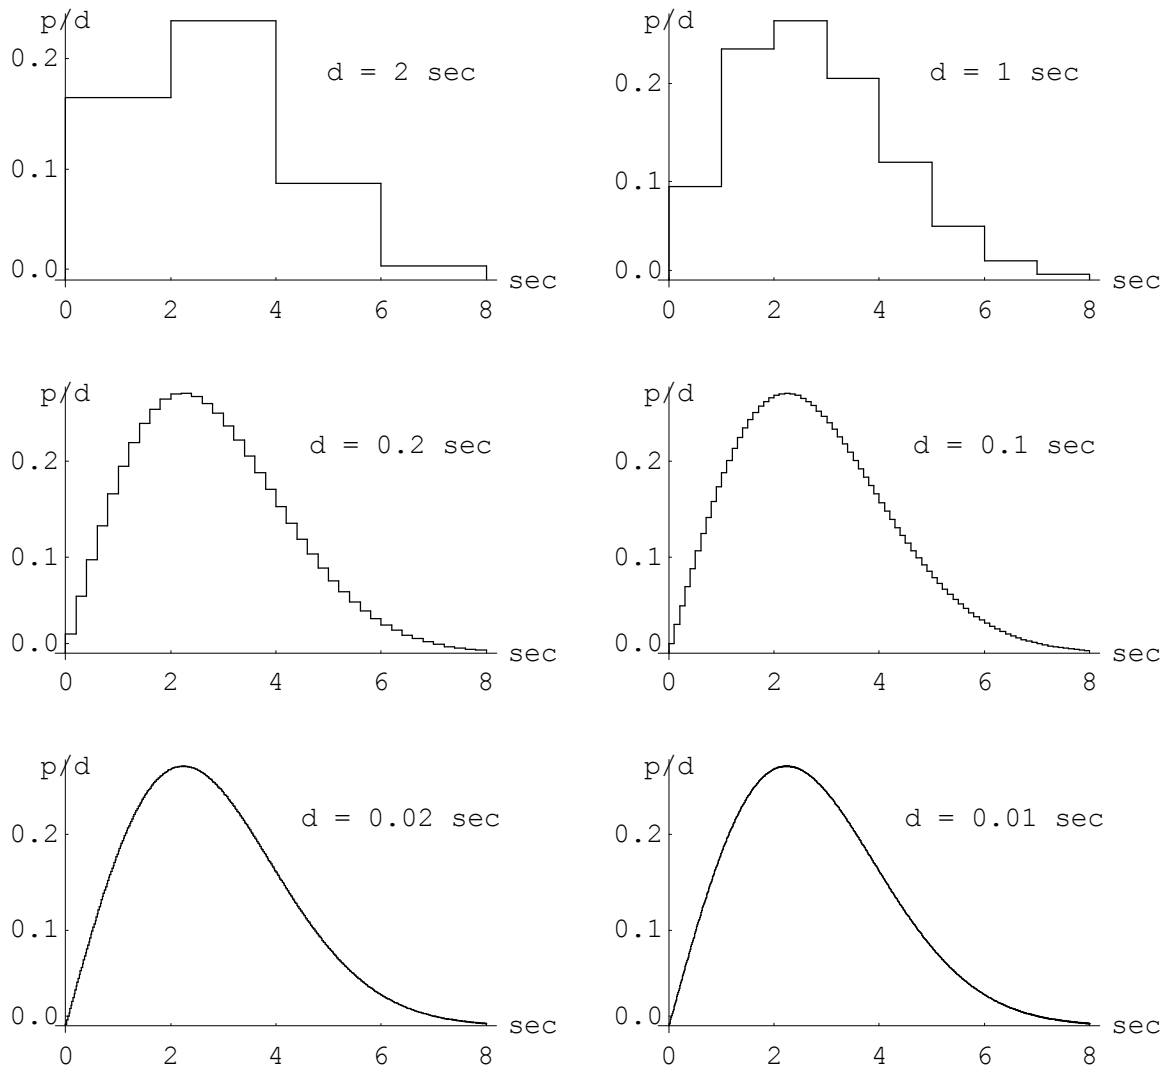 p/d
0.2
d = 2 sec
0.1
0.0
sec
0 2 4 6 8
p/d
0.2
d = 1 sec
0.1
0.0
sec
0 2 4 6 8
p/d
0.2
d = 0.2 sec
0.1
0.0
sec
0 2 4 6 8
p/d
0.2
d = 0.1 sec
0.1
0.0
sec
0 2 4 6 8
p/d
0.2
d = 0.02 sec
0.1
0.0
sec
0 2 4 6 8
p/d
0.2
d = 0.01 sec
0.1
0.0
sec
0 2 4 6 8